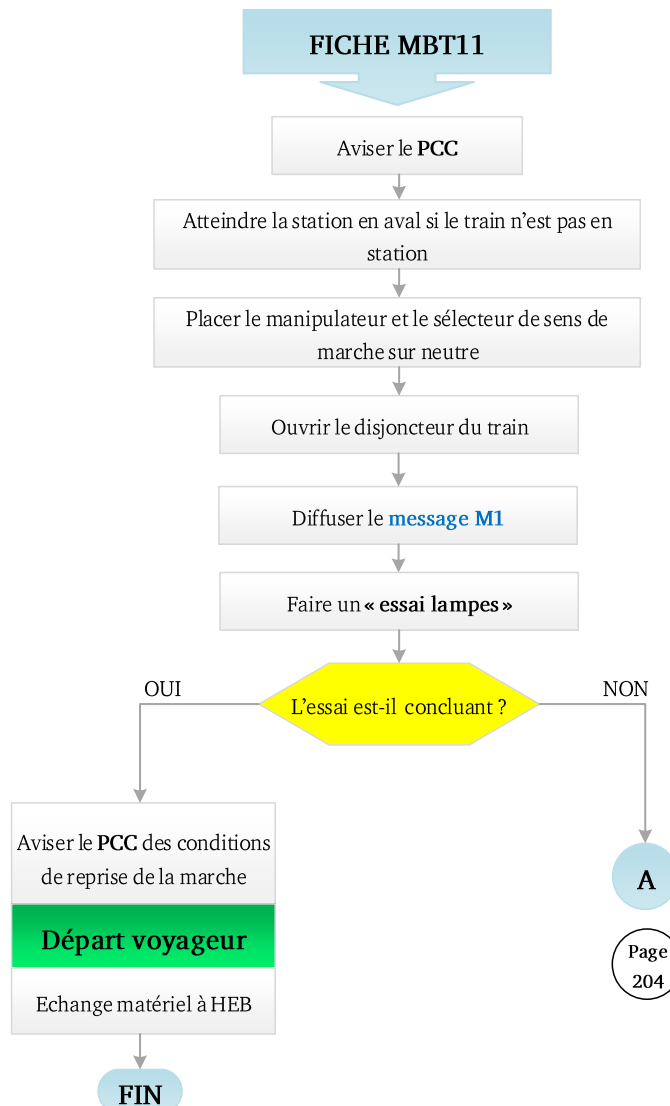 FICHE MBT11
Aviser le PCC
Atteindre la station en aval si le train n’est pas en
station
Placer le manipulateur et le sélecteur de sens de
marche sur neutre
Ouvrir le disjoncteur du train
Diffuser le message M1
Faire un « essai lampes »
L’essai est-il concluant ?
OUI
NON
Aviser le PCC des conditions
de reprise de la marche
Départ voyageur
Echange matériel à HEB
FIN
A
Page
204